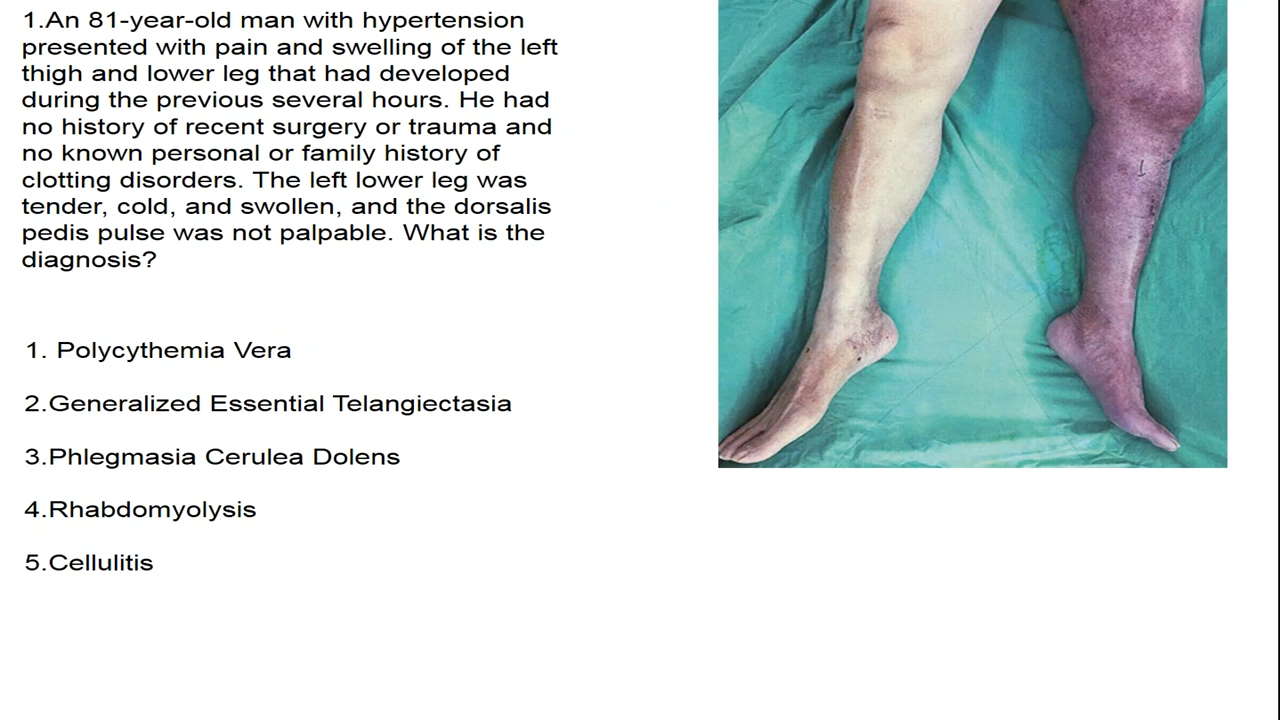 1.An 81-year-old man with hypertension
presented with pain and swelling of the left
thigh and lower leg that had developed
during the previous several hours. He had
no history of recent surgery or trauma and
no known personal or family history of
clotting disorders. The left lower leg was
tender, cold, and swollen, and the dorsalis
pedis pulse was not palpable. What is the
diagnosis?
1. Polycythemia Vera
2.Generalized Essential Telangiectasia
3.Phlegmasia Cerulea Dolens
4.Rhabdomyolysis
5.Cellulitis